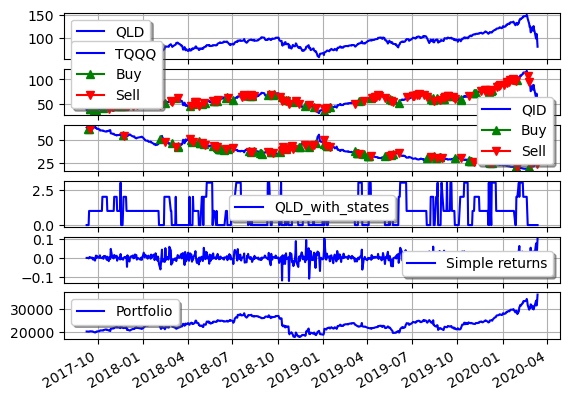 150
100
QLD
TQQQ
Buy
Sell
100
50
QID
Buy
Sell
50
25
2.5
0.0
QLD_with_states
0.1
0.0
−0.1
Simple returns
30000
20000
Portfolio
2017-10
2018-01
2018-04
2018-07
2018-10
2019-01
2019-04
2019-07
2019-10
2020-01
2020-04